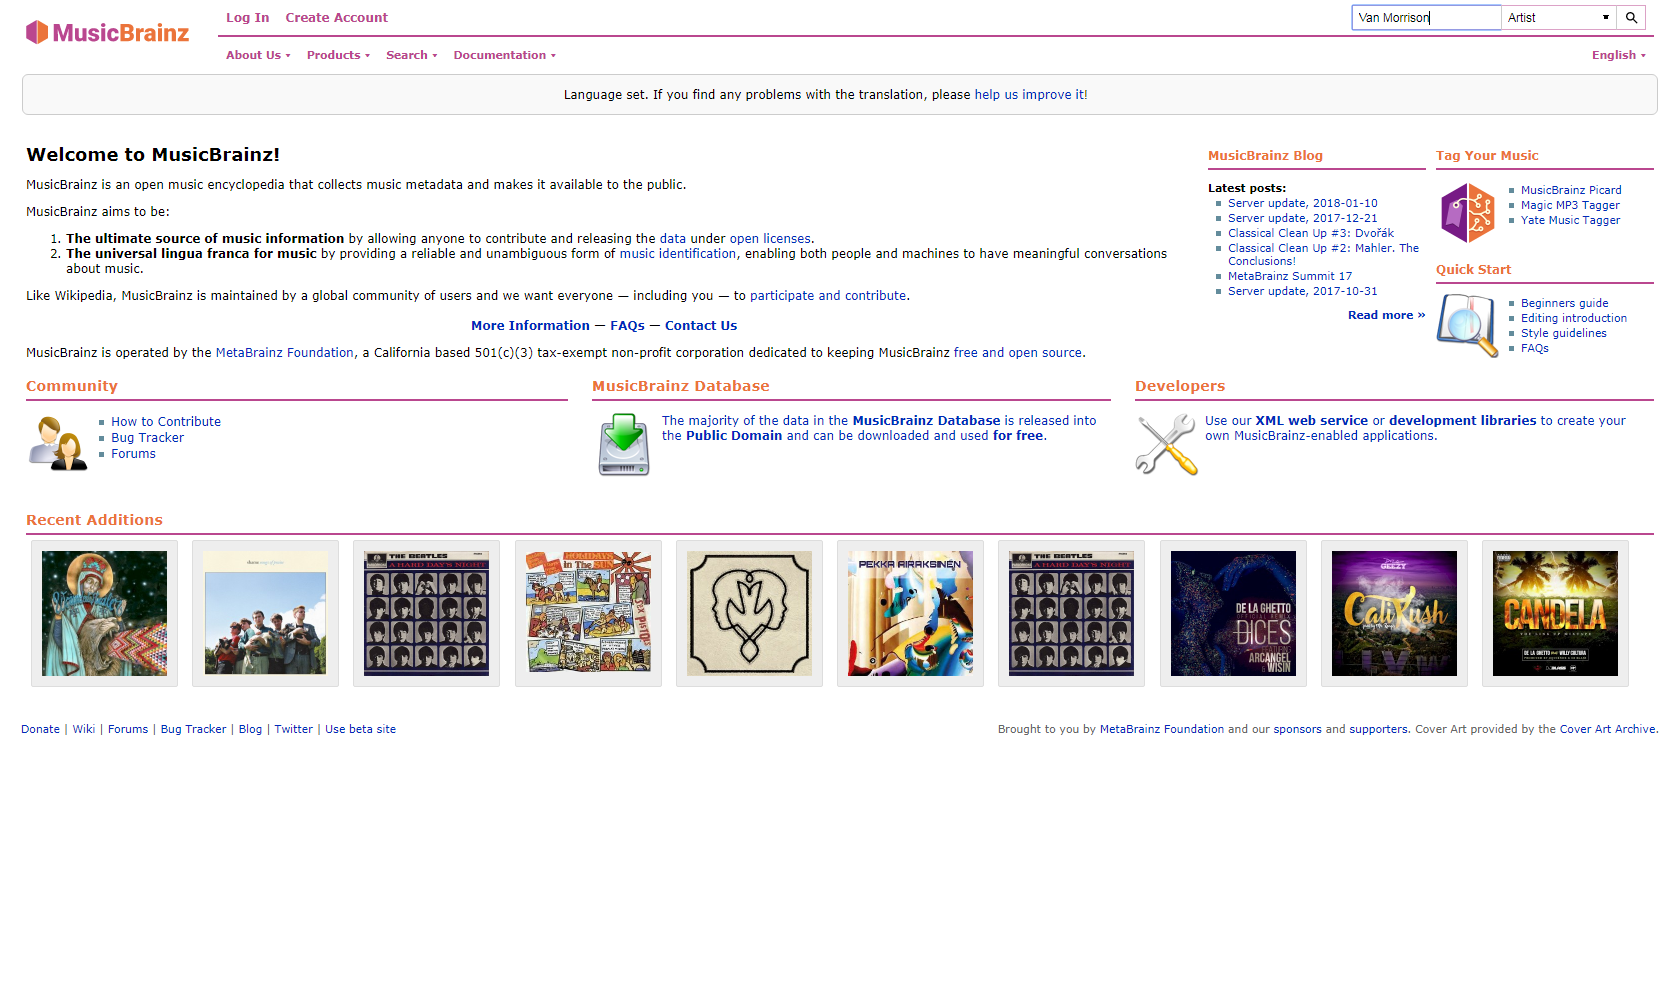 MusicBrainz
Log In Create Account
Van Morrison Artist
About Us Products Search Documentation
English
Language set. If you find any problems with the translation, please help us improve it!
Welcome to MusicBrainz!
MusicBrainz is an open music encyclopedia that collects music metadata and makes it available to the public.
MusicBrainz aims to be:
1. The ultimate source of music information by allowing anyone to contribute and releasing the data under open licenses.
2. The universal lingua franca for music by providing a reliable and unambiguous form of music identification, enabling both people and machines to have meaningful conversations
about music.
Like Wikipedia, MusicBrainz is maintained by a global community of users and we want everyone — including you — to participate and contribute.
More Information — FAQs — Contact Us
MusicBrainz is operated by the MetaBrainz Foundation, a California based 501(c)(3) tax-exempt non-profit corporation dedicated to keeping MusicBrainz free and open source.
MusicBrainz Blog
Latest posts:
Server update, 2018-01-10
Server update, 2017-12-21
Classical Clean Up #3: Dvořák
Classical Clean Up #2: Mahler. The
Conclusions!
MetaBrainz Summit 17
Server update, 2017-10-31
Read more »
Tag Your Music
MusicBrainz Picard
Magic MP3 Tagger
Yate Music Tagger
Quick Start
Beginners guide
Editing introduction
Style guidelines
FAQs
Community
How to Contribute
Bug Tracker
Forums
MusicBrainz Database
The majority of the data in the MusicBrainz Database is released into
the Public Domain and can be downloaded and used for free.
Developers
Use our XML web service or development libraries to create your
own MusicBrainz-enabled applications.
Recent Additions
THE BEATLES
A HARD DAY'S NIGHT
HOLIDAYS
in The SUN
PEKKA AIRAKSINEN
THE BEATLES
A HARD DAY'S NIGHT
DE LA GHETTO
DICES
FEATURING
ARCANGEL
& WISIN
GEEZY
Cali Kush
CANDELA
DE LA GHETTO WILLY CULTURA
Donate | Wiki | Forums | Bug Tracker | Blog | Twitter | Use beta site
Brought to you by MetaBrainz Foundation and our sponsors and supporters. Cover Art provided by the Cover Art Archive.